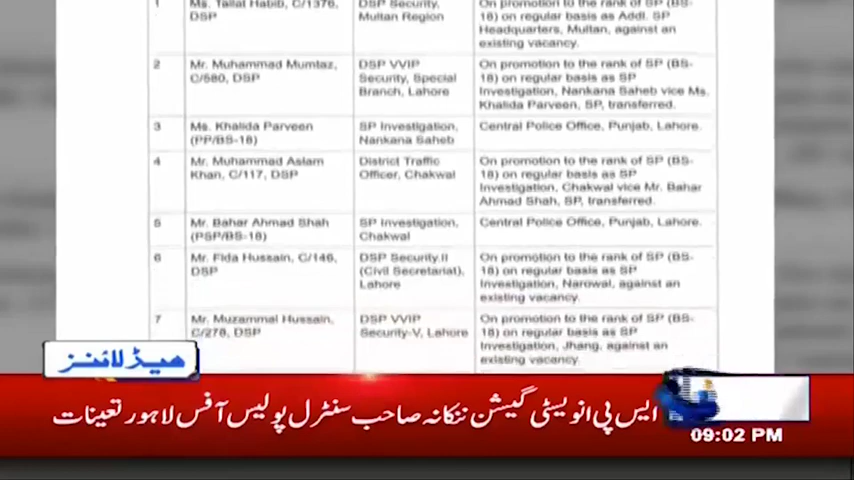 1 Ms. Tallat Habib, C/1376, DSP Security, On promotion to the rank of SP (BS-
DSP Multan Region 18) on regular basis as Addl. SP
Headquarters, Multan, against an
existing vacancy.
2 Mr. Muhammad Mumtaz, DSP VVIP On promotion to the rank of SP (BS-
C/580, DSP Security, Special 18) on regular basis as SP
Branch, Lahore Investigation, Nankana Saheb vice Ms.
Khalida Parveen, SP, transferred.
3 Ms. Khalida Parveen SP Investigation, Central Police Office, Punjab, Lahore.
(PP/BS-18) Nankana Saheb
4 Mr. Muhammad Aslam District Traffic On promotion to the rank of SP (BS-
Khan, C/117, DSP Officer, Chakwal 18) on regular basis as SP
Investigation, Chakwal vice Mr. Bahar
Ahmad Shah, SP, transferred.
5 Mr. Bahar Ahmad Shah SP Investigation, Central Police Office, Punjab, Lahore.
(PSP/BS-18) Chakwal
6 Mr. Fida Hussain, C/146, DSP Security.II On promotion to the rank of SP (BS-
DSP (Civil Secretariat), 18) on regular basis as SP
Lahore Investigation, Narowal, against an
existing vacancy.
7 Mr. Muzammal Hussain, DSP VVIP On promotion to the rank of SP (BS-
C/278, DSP Security-V, Lahore 18) on regular basis as SP
Investigation, Jhang, against an
existing vacancy.
ہیڈ لائنز
ایس پی انویسٹی گیشن ننکانہ صاحب سنٹرل پولیس آفس لاہور تعینات
09:02 PM